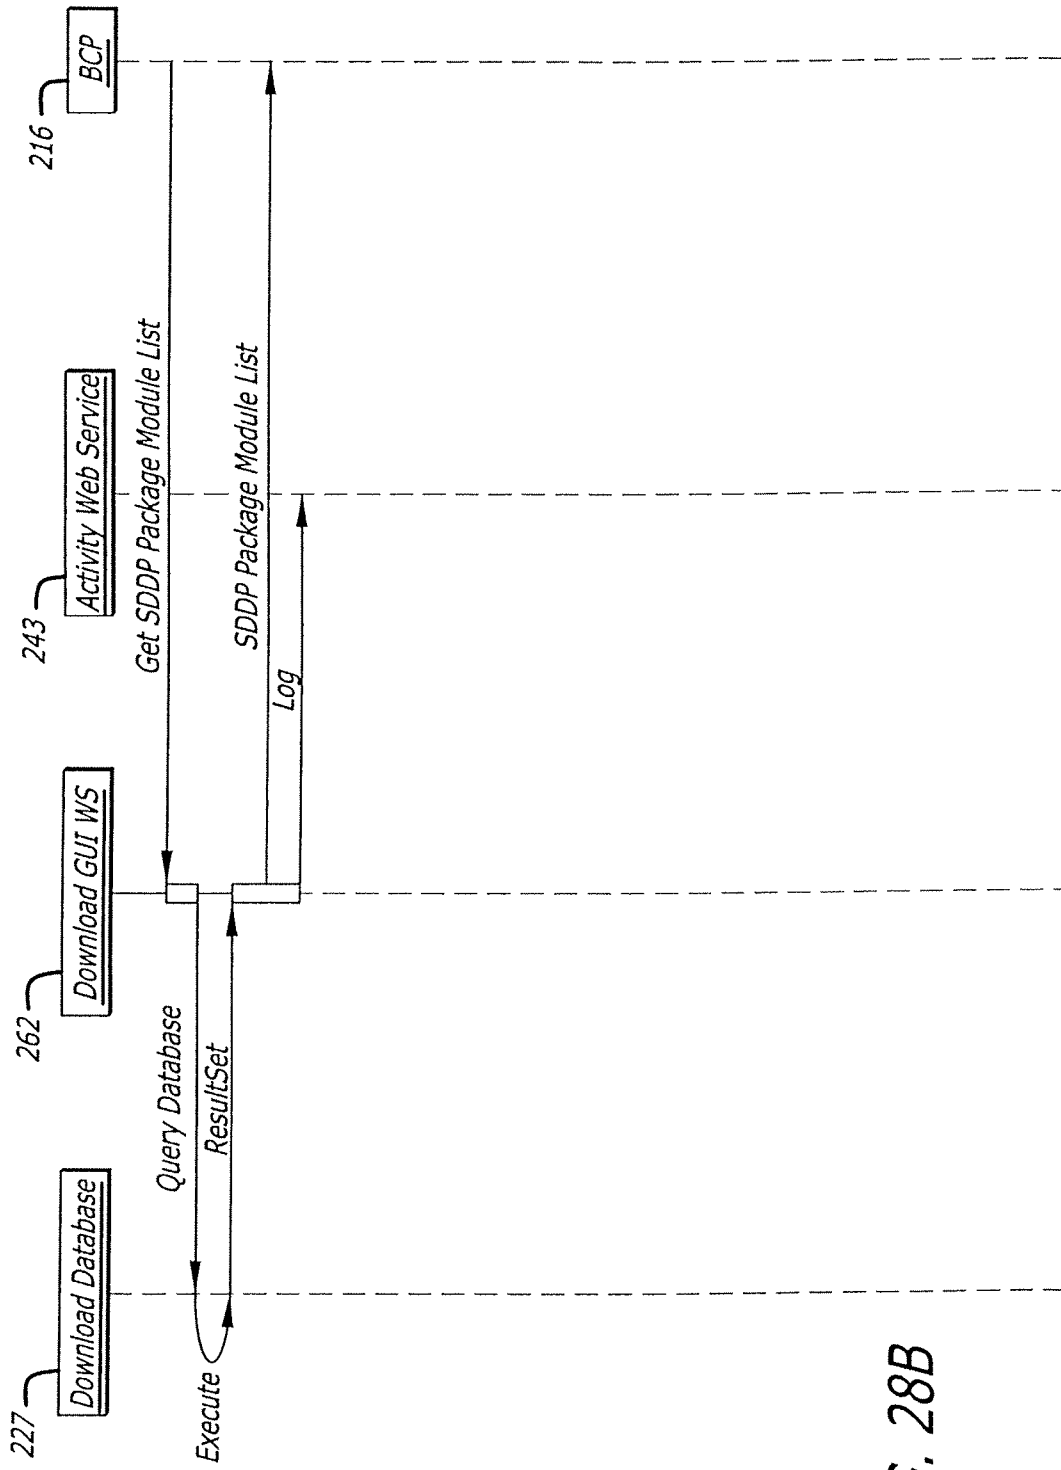 227
Download Database
262
Download GUI WS
243
Activity Web Service
216
BCP
Get SDDP Package Module List
Query Database
Execute
ResultSet
SDDP Package Module List
Log
28B